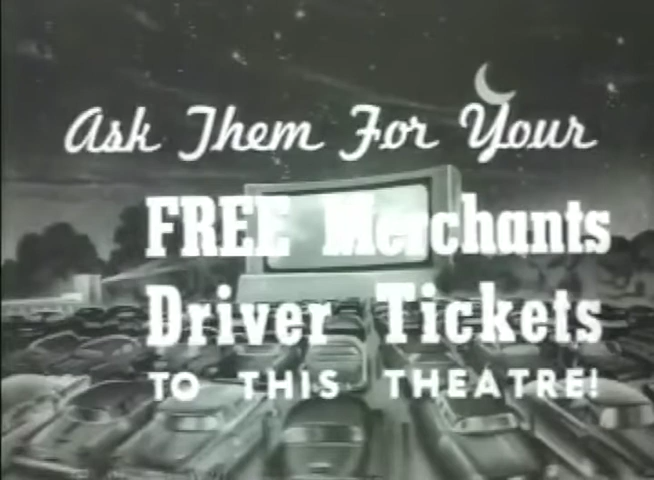 Ask Them For Your
FREE Merchants
Driver Tickets
TO THIS THEATRE!